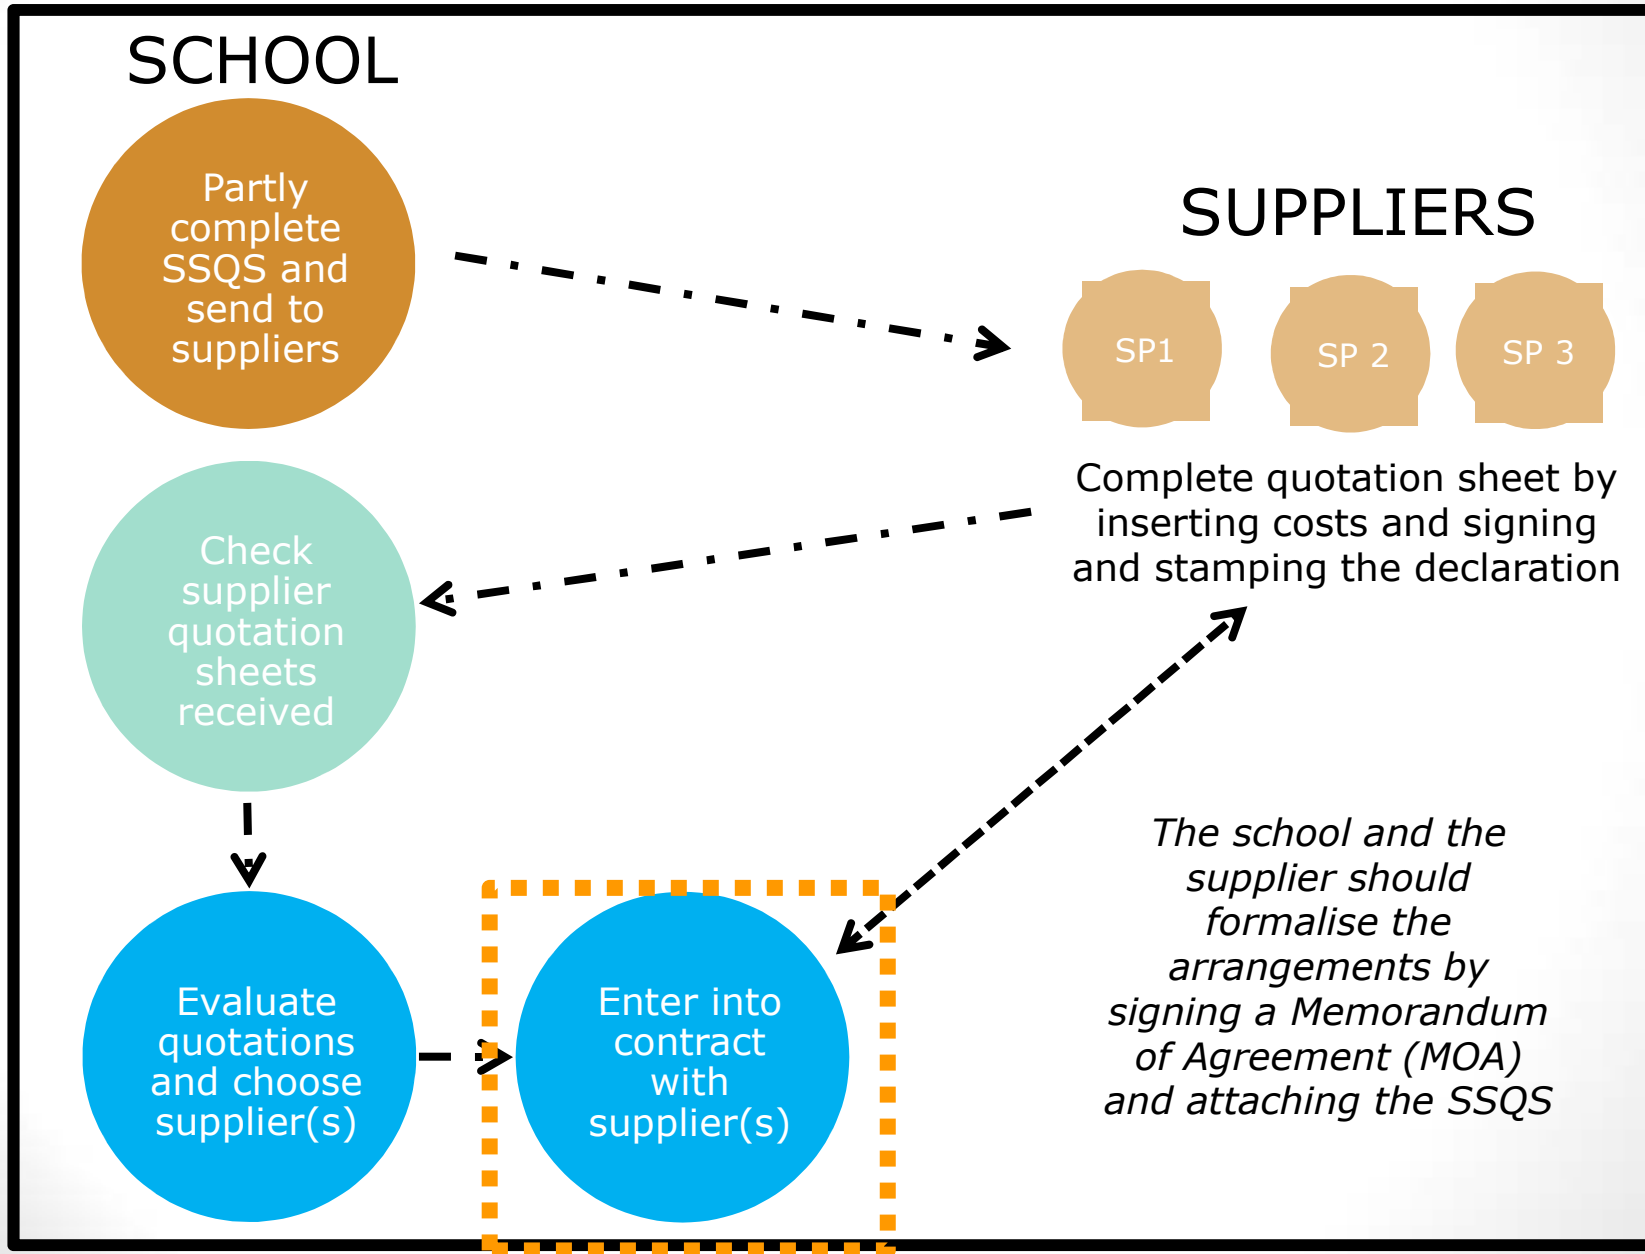 SCHOOL
Partly
complete
SSQS and
send to
suppliers
SUPPLIERS
SP1
SP 2
SP 3
Complete quotation sheet by
inserting costs and signing
and stamping the declaration
Check
supplier
quotation
sheets
received
Evaluate
quotations
and choose
supplier(s)
Enter into
contract
with
supplier(s)
The school and the
supplier should
formalise the
arrangements by
signing a Memorandum
of Agreement (MOA)
and attaching the SSQS